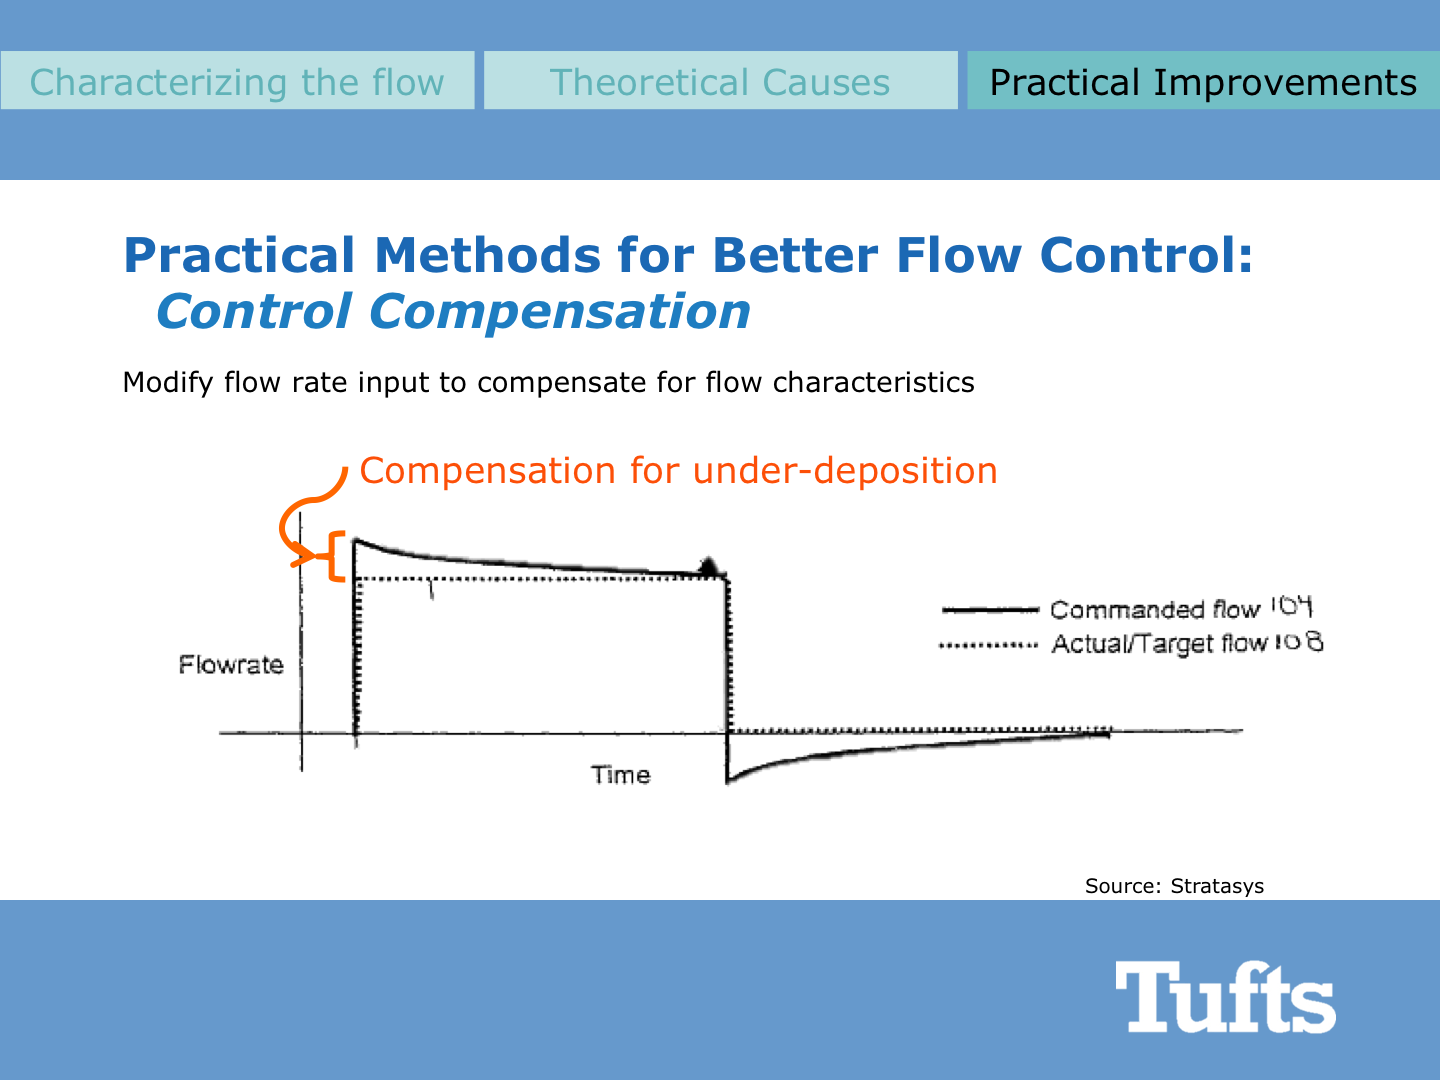 Characterizing the flow
Theoretical Causes
Practical Improvements
Practical Methods for Better Flow Control:
Control Compensation
Modify flow rate input to compensate for flow characteristics
Compensation for under-deposition
Commanded flow 104
Actual/Target flow 108
Flowrate
Time
Source: Stratasys
Tufts